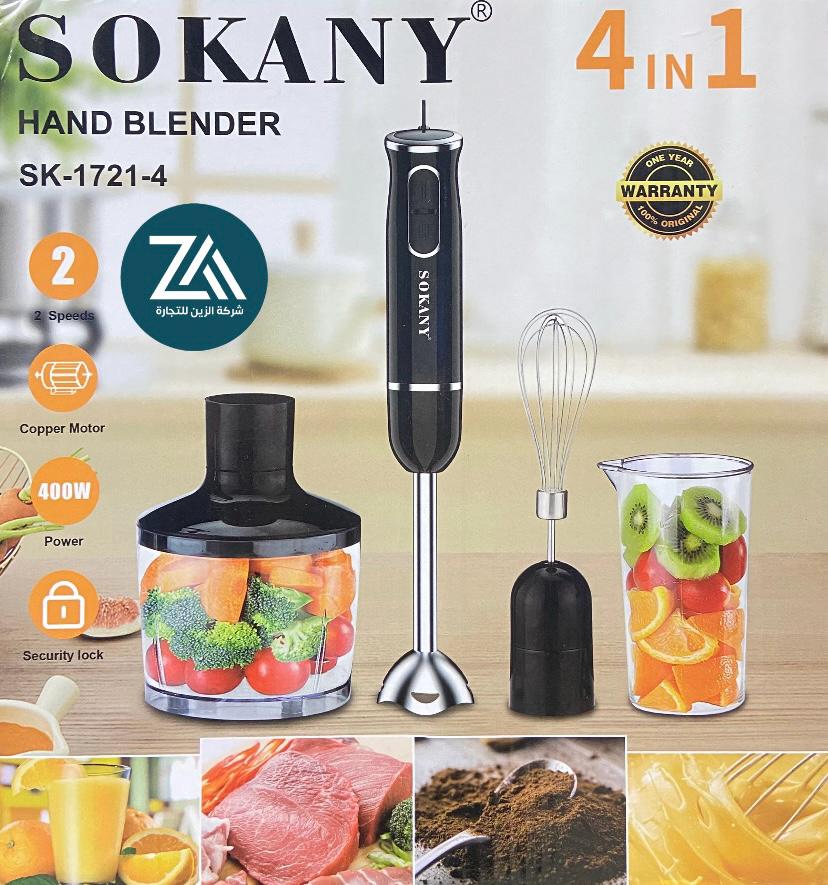 SOKANY®
4 IN 1
HAND BLENDER
SK-1721-4
ONE YEAR
WARRANTY
100% ORIGINAL
2
2 Speeds
ZA
شركة الزين للتجارة
SOKANY
Copper Motor
400W
Power
Security lock